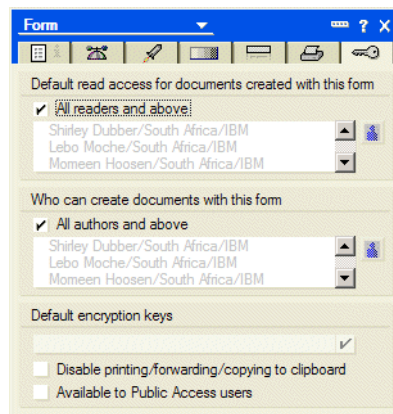 Form ? X
Default read access for documents created with this form
All readers and above
Shirley Dubber/South Africa/IBM
Lebo Moche/South Africa/IBM
Momeen Hoosen/South Africa/IBM
Who can create documents with this form
All authors and above
Shirley Dubber/South Africa/IBM
Lebo Moche/South Africa/IBM
Momeen Hoosen/South Africa/IBM
Default encryption keys
Disable printing/forwarding/copying to clipboard
Available to Public Access users